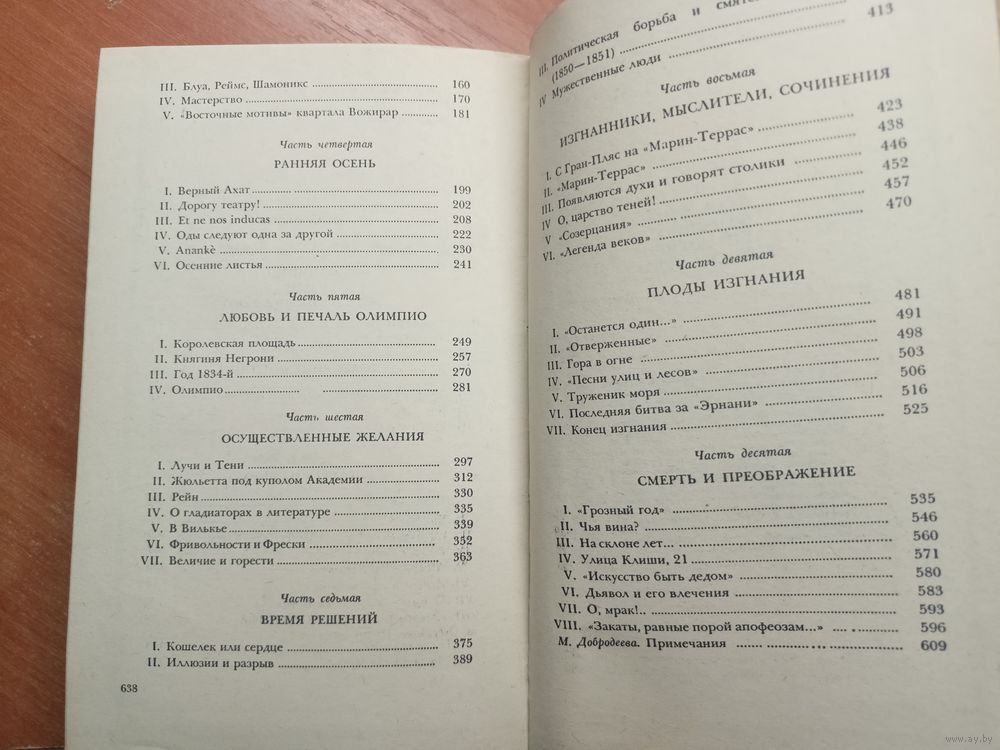 III. Блуа, Реймс, Шамоникс 160
IV. Мастерство 170
V. «Восточные мотивы» квартала Вожирар 181
Часть четвертая
РАННЯЯ ОСЕНЬ
I. Верный Ахат 199
II. Дорогу театру! 202
III. Et ne nos inducas 208
IV. Оды следуют одна за другой 222
V. Anankè 230
VI. Осенние листья 241
Часть пятая
ЛЮБОВЬ И ПЕЧАЛЬ ОЛИМПИО
I. Королевская площадь 249
II. Княгиня Негрони 257
III. Год 1834-й 270
IV. Олимпио 281
Часть шестая
ОСУЩЕСТВЛЕННЫЕ ЖЕЛАНИЯ
I. Лучи и Тени 297
II. Жюльетта под куполом Академии 312
III. Рейн 330
IV. О гладиаторах в литературе 335
V. В Вилькье 339
VI. Фривольности и Фрески 352
VII. Величие и горести 363
Часть седьмая
ВРЕМЯ РЕШЕНИЙ
I. Кошелек или сердце 375
II. Иллюзии и разрыв 389
638
III. Политическая борьба и
(1850—1851)
IV Мужественные люди 413
Часть восьмая
ИЗГНАННИКИ, МЫСЛИТЕЛИ, СОЧИНЕНИЯ
I. С Гран-Пляс на «Марин-Террас» 423
II. «Марин-Террас» 438
III. Появляются духи и говорят столики 446
IV О, царство теней! 452
V «Созерцания» 457
VI. «Легенда веков» 470
Часть девятая
ПЛОДЫ ИЗГНАНИЯ
I. «Останется один...» 481
II. «Отверженные» 491
III. Гора в огне 498
IV. «Песни улиц и лесов» 503
V. Труженик моря 506
VI. Последняя битва за «Эрнани» 516
VII. Конец изгнания 525
Часть десятая
СМЕРТЬ И ПРЕОБРАЖЕНИЕ
I. «Грозный год» 535
II. Чья вина? 546
III. На склоне лет... 560
IV. Улица Клиши, 21 571
V. «Искусство быть дедом» 580
VI. Дьявол и его влечения 583
VII. О, мрак!.. 593
VIII. «Закаты, равные порой апофеозам...» 596
М. Добродеева. Примечания 609
www.ay.by